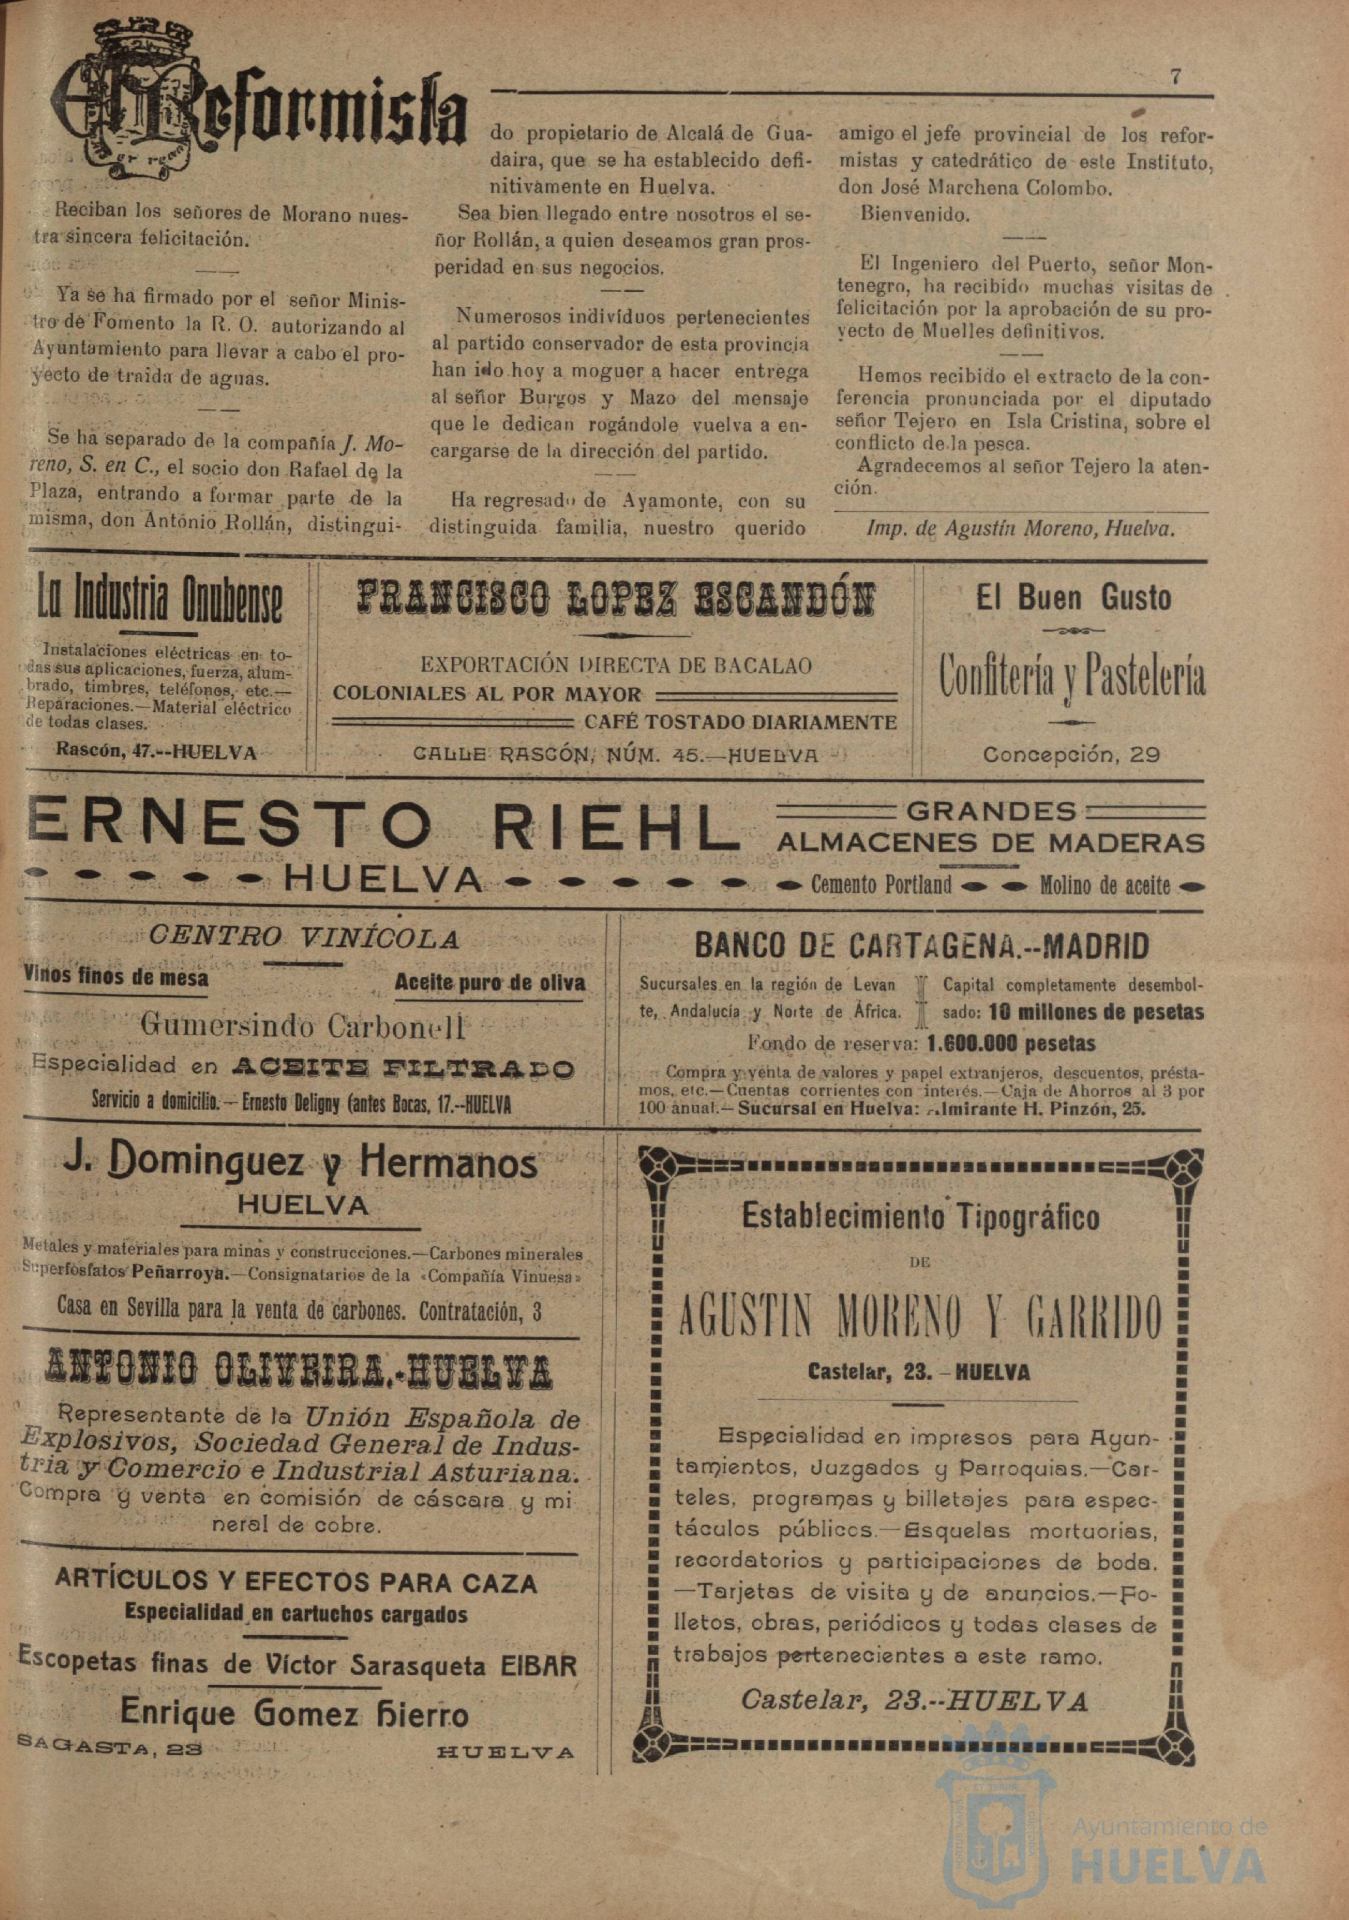 El Reformista
7
Reciban los señores de Morano nues-
tra sincera felicitación.
Ya se ha firmado por el señor Minis-
tro de Fomento la R. O. autorizando al
Ayuntamiento para llevar a cabo el pro-
yecto de traida de aguas.
Se ha separado de la compañía J. Mo-
reno, S. en C., el socio don Rafael de la
Plaza, entrando a formar parte de la
misma, don António Rollán, distingui-
do propietario de Alcalá de Gua-
daira, que se ha establecido defi-
nitivamente en Huelva.
Sea bien llegado entre nosotros el se-
ñor Rollán, a quien deseamos gran pros-
peridad en sus negocios.
Numerosos indivíduos pertenecientes
al partido conservador de esta provincia
han ido hoy a moguer a hacer entrega
al señor Burgos y Mazo del mensaje
que le dedican rogándole vuelva a en-
cargarse de la dirección del partido.
Ha regresado de Ayamonte, con su
distinguida familia, nuestro querido
amigo el jefe provincial de los refor-
mistas y catedrático de este Instituto,
don José Marchena Colombo.
Bienvenido.
El Ingeniero del Puerto, señor Mon-
tenegro, ha recibido muchas visitas de
felicitación por la aprobación de su pro-
yecto de Muelles definitivos.
Hemos recibido el extracto de la con-
ferencia pronunciada por el diputado
señor Tejero en Isla Cristina, sobre el
conflicto de la pesca.
Agradecemos al señor Tejero la aten-
ción.
Imp. de Agustín Moreno, Huelva.
La Industria Onubense
Instalaciones eléctricas en to-
das sus aplicaciones, fuerza, alum-
brado, timbres, teléfonos, etc.—
Reparaciones.—Material eléctrico
de todas clases.
Rascón, 47.--HUELVA
FRANCISCO LOPEZ ESCANDÓN
EXPORTACIÓN DIRECTA DE BACALAO
COLONIALES AL POR MAYOR
CAFÉ TOSTADO DIARIAMENTE
CALLE RASCÓN, NÚM. 45.—HUELVA
El Buen Gusto
Confitería y Pastelería
Concepción, 29
ERNESTO RIEHL
HUELVA
GRANDES
ALMACENES DE MADERAS
Cemento Portland
Molino de aceite
CENTRO VINÍCOLA
Vinos finos de mesa
Aceite puro de oliva
Gumersindo Carbonell
Especialidad en ACEITE FILTRADO
Servicio a domicilio.—Ernesto Deligny (antes Bocas, 17.--HUELVA
BANCO DE CARTAGENA.--MADRID
Sucursales en la región de Levan
te, Andalucía y Norte de África.
Capital completamente desembol-
sado: 10 millones de pesetas
Fondo de reserva: 1.600.000 pesetas
Compra y venta de valores y papel extranjeros, descuentos, présta-
mos, etc.—Cuentas corrientes con interés.—Caja de Ahorros al 3 por
100 anual.—Sucursal en Huelva: Almirante H. Pinzón, 25.
J. Dominguez y Hermanos
HUELVA
Metales y materiales para minas y construcciones.—Carbones minerales
Superfosfatos Peñarroya.—Consignatarios de la «Compañía Vinuesa»
Casa en Sevilla para la venta de carbones. Contratación, 3
ANTONIO OLIVEIRA.-HUELVA
Representante de la Unión Española de
Explosivos, Sociedad General de Indus-
tria y Comercio e Industrial Asturiana.
Compra y venta en comisión de cáscara y mi
neral de cobre.
ARTÍCULOS Y EFECTOS PARA CAZA
Especialidad en cartuchos cargados
Escopetas finas de Víctor Sarasqueta EIBAR
Enrique Gomez Hierro
SAGASTA, 23
HUELVA
Establecimiento Tipográfico
DE
AGUSTIN MORENO Y GARRIDO
Castelar, 23.-HUELVA
Especialidad en impresos para Ayun-
tamientos, Juzgados y Parroquias.—Car-
teles, programas y billetajes para espec-
táculos públicos.—Esquelas mortuorias,
recordatorios y participaciones de boda.
—Tarjetas de visita y de anuncios.—Fo-
lletos, obras, periódicos y todas clases de
trabajos pertenecientes a este ramo.
Castelar, 23.--HUELVA
Ayuntamiento de
HUELVA